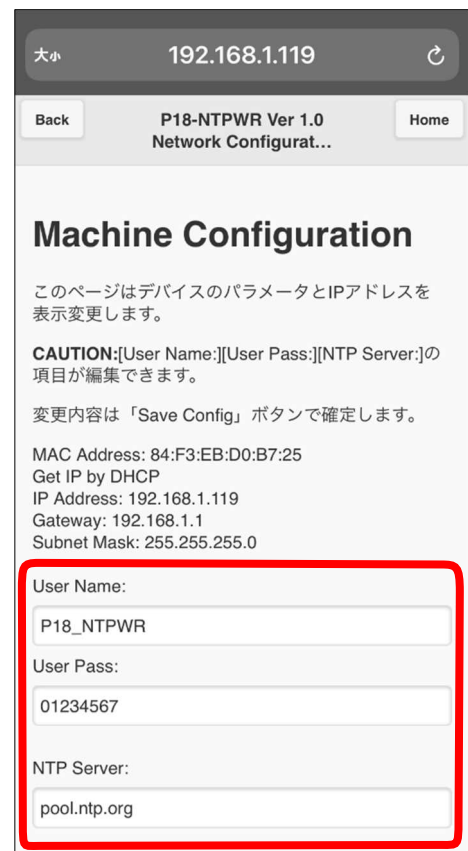 大小 192.168.1.119
Back P18-NTPWR Ver 1.0 Home
Network Configurat...
Machine Configuration
このページはデバイスのパラメータとIPアドレスを
表示変更します。
CAUTION:[User Name:][User Pass:][NTP Server:]の
項目が編集できます。
変更内容は「Save Config」ボタンで確定します。
MAC Address: 84:F3:EB:D0:B7:25
Get IP by DHCP
IP Address: 192.168.1.119
Gateway: 192.168.1.1
Subnet Mask: 255.255.255.0
User Name:
P18_NTPWR
User Pass:
01234567
NTP Server:
pool.ntp.org